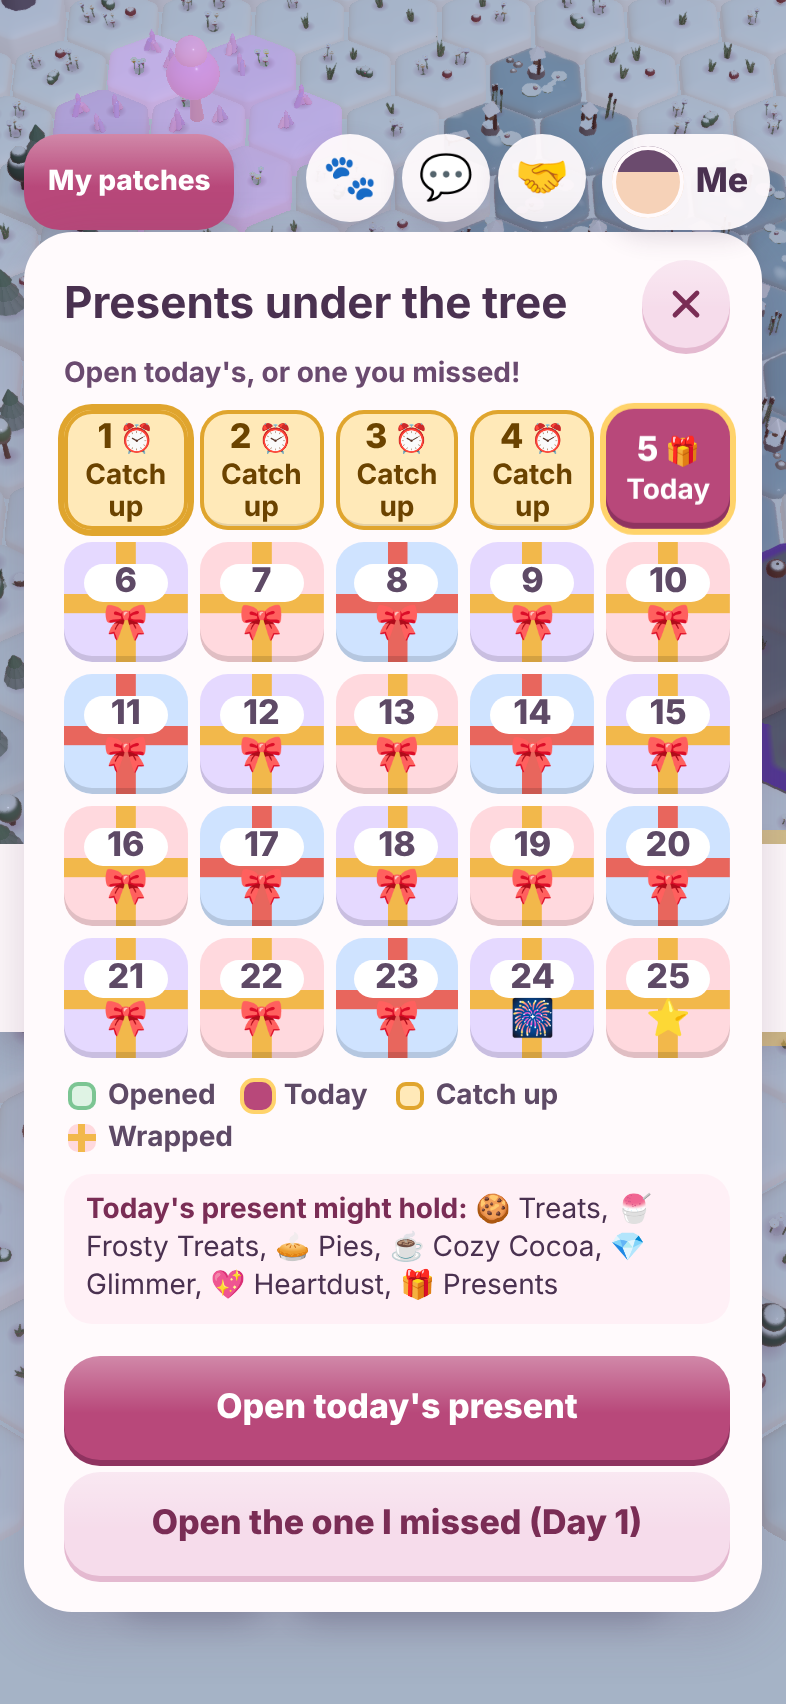 My patches
Me
Presents under the tree
Open today's, or one you missed!
1
Catch
up
2
Catch
up
3
Catch
up
4
Catch
up
5
Today
6 7 8 9 10
11 12 13 14 15
16 17 18 19 20
21 22 23 24 25
Opened Today Catch up
Wrapped
Today's present might hold: Treats,
Frosty Treats, Pies, Cozy Cocoa,
Glimmer, Heartdust, Presents
Open today's present
Open the one I missed (Day 1)